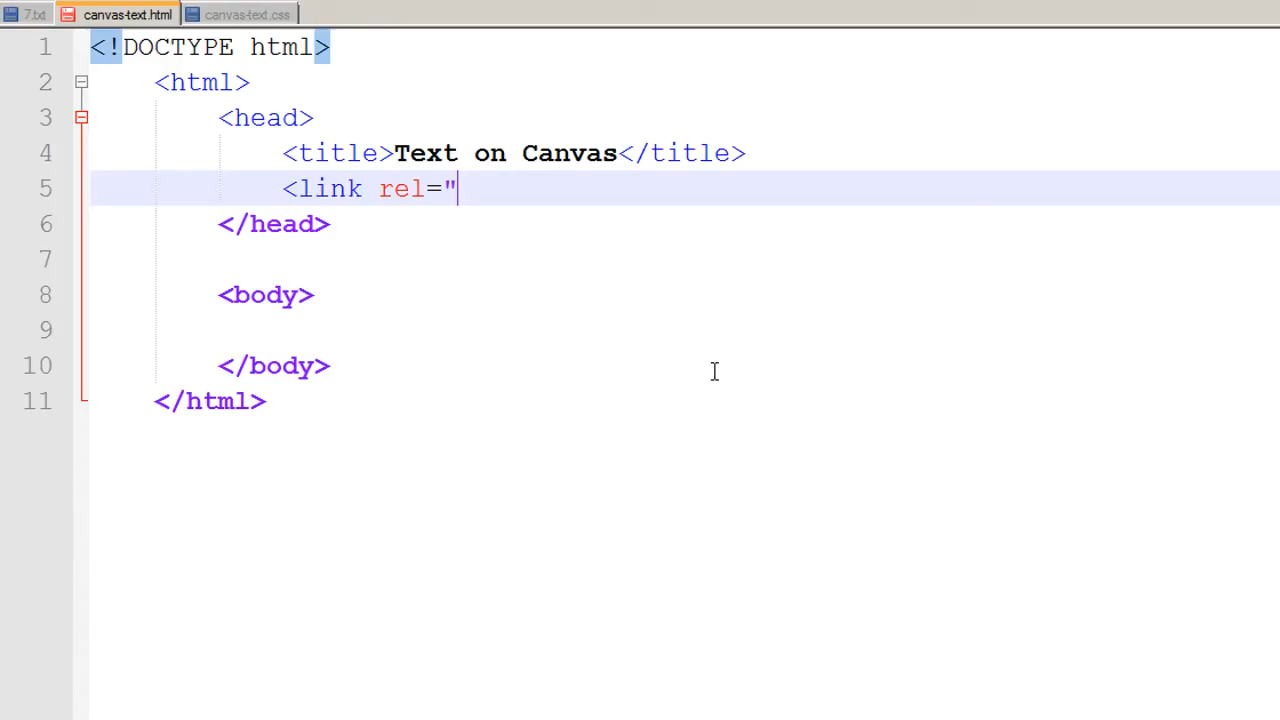 7.txt canvas-text.html canvas-text.css
1 <!DOCTYPE html>
2 <html>
3 <head>
4 <title>Text on Canvas</title>
5 <link rel="
6 </head>
7
8 <body>
9
10 </body>
11 </html>